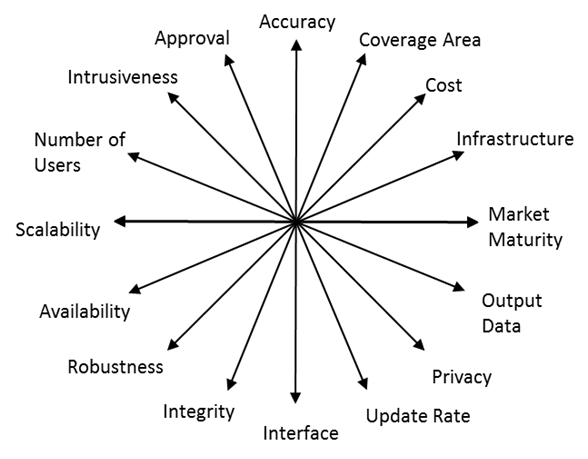 Accuracy
Approval
Coverage Area
Intrusiveness
Cost
Number of
Users
Infrastructure
Scalability
Market
Maturity
Availability
Output
Data
Robustness
Privacy
Integrity
Update Rate
Interface